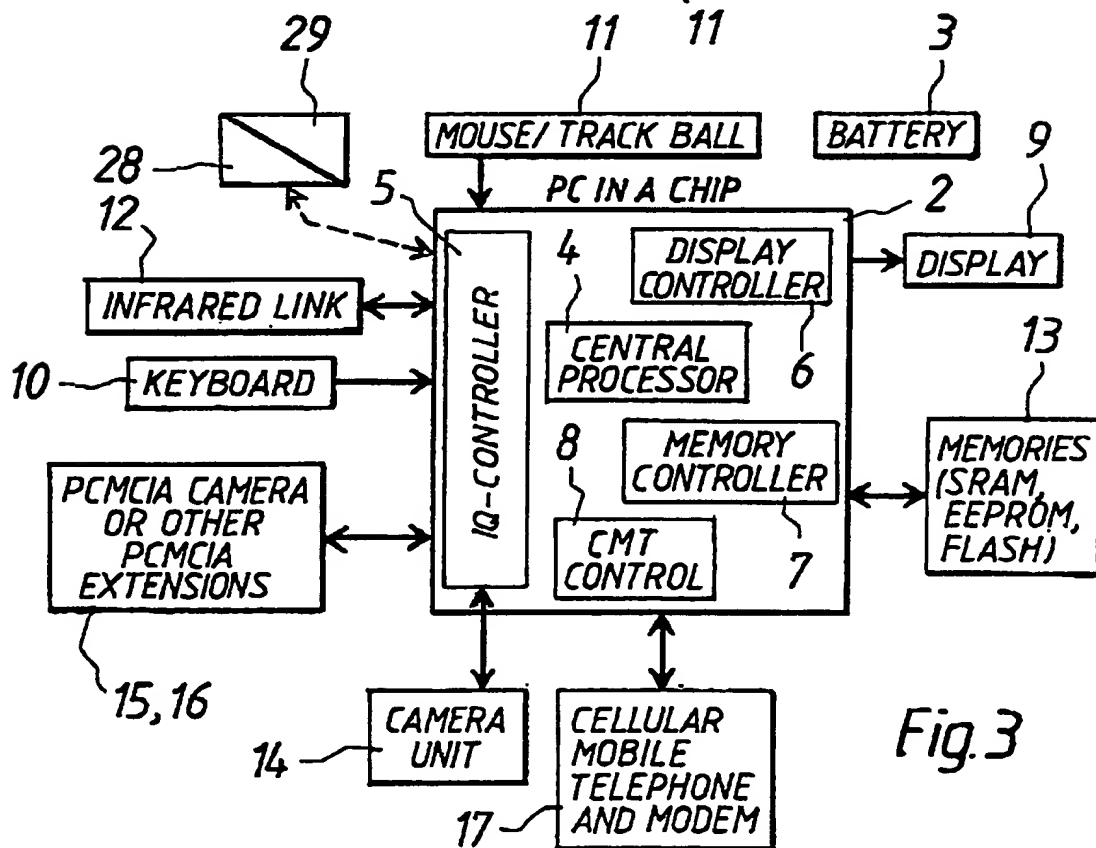 11
29
11
3
MOUSE/ TRACK BALL
BATTERY
9
28
12
5
PC IN A CHIP
2
4
DISPLAY
CONTROLLER
DISPLAY
INFRARED LINK
6
IQ-CONTROLLER
CENTRAL
PROCESSOR
13
10
KEYBOARD
8
MEMORY
CONTROLLER
7
MEMORIES
(SRAM,
EEPROM,
FLASH)
PCMCIA CAMERA
OR OTHER
PCMCIA
EXTENSIONS
CMT
CONTROL
15, 16
14
CAMERA
UNIT
CELLULAR
MOBILE
TELEPHONE
AND MODEM
17
Fig. 3